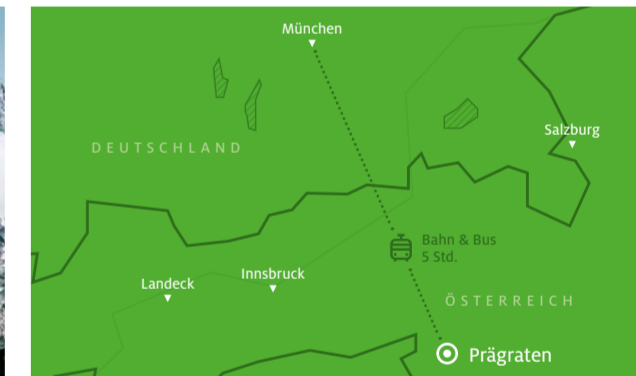 München
DEUTSCHLAND
Salzburg
Bahn & Bus
5 Std.
Innsbruck
Landeck
ÖSTERREICH
Prägraten